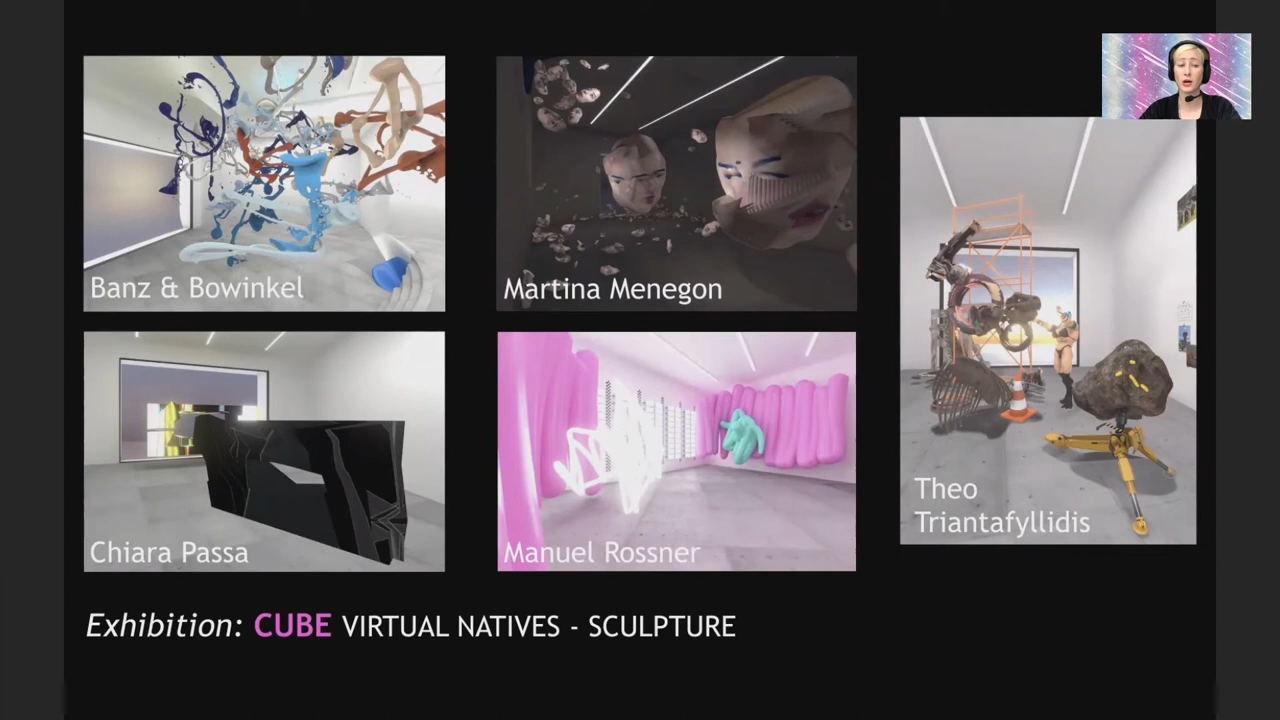 Banz & Bowinkel
Martina Menegon
Chiara Passa
Manuel Rossner
Theo
Triantafyllidis
Exhibition: CUBE VIRTUAL NATIVES - SCULPTURE